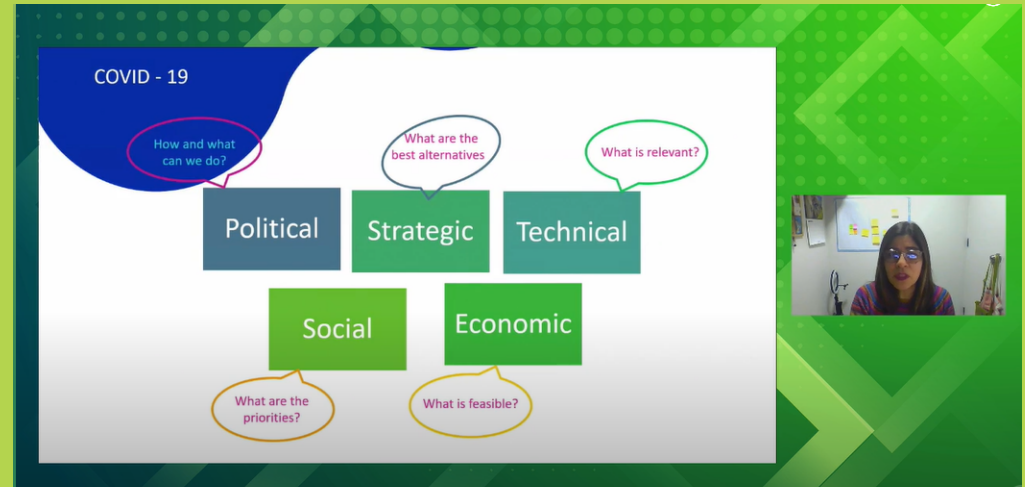 COVID - 19
How and what
can we do?
What are the
best alternatives
What is relevant?
Political
Strategic
Technical
Social
Economic
What are the
priorities?
What is feasible?